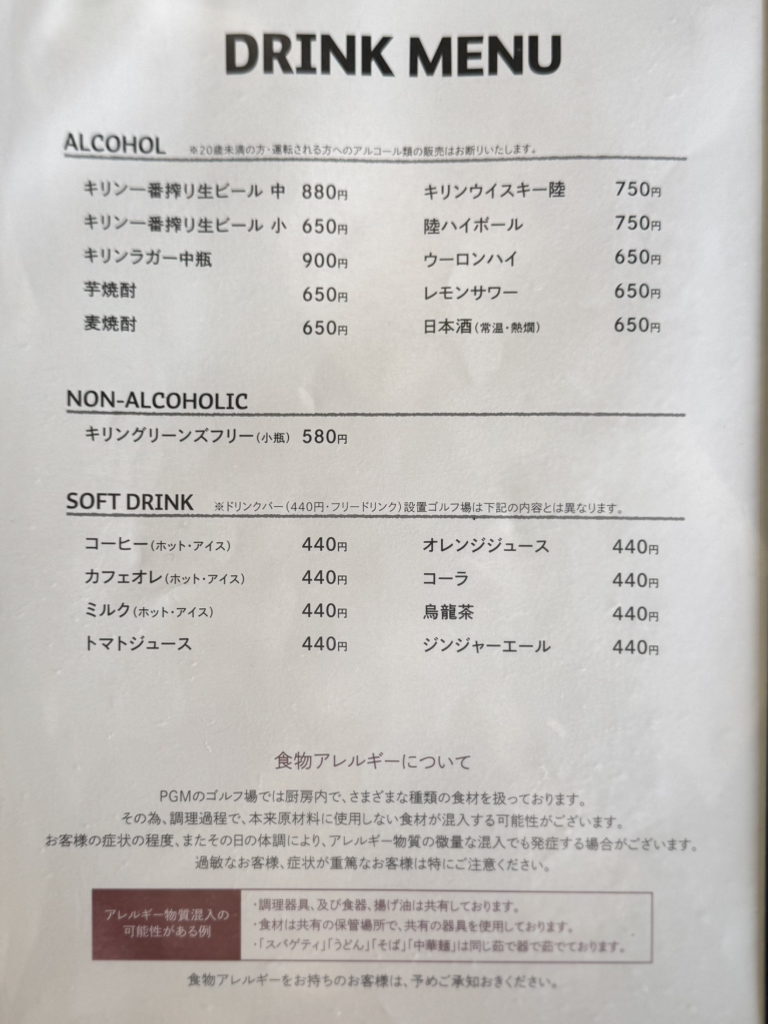 DRINK MENU
ALCOHOL ※20歳未満の方・運転される方へのアルコール類の販売はお断りいたします。
キリン一番搾り生ビール 中 880円 キリンウイスキー陸 750円
キリン一番搾り生ビール 小 650円 陸ハイボール 750円
キリンラガー中瓶 900円 ウーロンハイ 650円
芋焼酎 650円 レモンサワー 650円
麦焼酎 650円 日本酒(常温・熱燗) 650円
NON-ALCOHOLIC
キリングリーンズフリー(小瓶) 580円
SOFT DRINK ※ドリンクバー(440円・フリードリンク)設置ゴルフ場は下記の内容とは異なります。
コーヒー(ホット・アイス) 440円 オレンジジュース 440円
カフェオレ(ホット・アイス) 440円 コーラ 440円
ミルク(ホット・アイス) 440円 烏龍茶 440円
トマトジュース 440円 ジンジャーエール 440円
食物アレルギーについて
PGMのゴルフ場では厨房内で、さまざまな種類の食材を扱っております。
その為、調理過程で、本来原材料に使用しない食材が混入する可能性がございます。
お客様の症状の程度、またその日の体調により、アレルギー物質の微量な混入でも発症する場合がございます。
過敏なお客様、症状が重篤なお客様は特にご注意ください。
アレルギー物質混入の
可能性がある例
・調理器具、及び食器、揚げ油は共有しております。
・食材は共有の保管場所で、共有の器具を使用しております。
・「スパゲティ」「うどん」「そば」「中華麺」は同じ茹で器で茹でております。
食物アレルギーをお持ちのお客様は、予めご承知おきください。